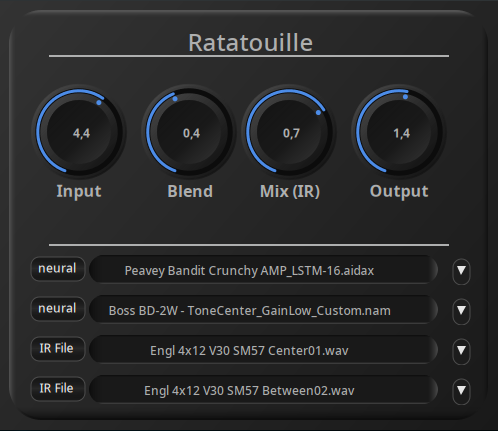 Ratatouille
4,4
0,4
0,7
1,4
Input
Blend
Mix (IR)
Output
neural
Peavey Bandit Crunchy AMP_LSTM-16.aidax
neural
Boss BD-2W - ToneCenter_GainLow_Custom.nam
IR File
Engl 4x12 V30 SM57 Center01.wav
IR File
Engl 4x12 V30 SM57 Between02.wav